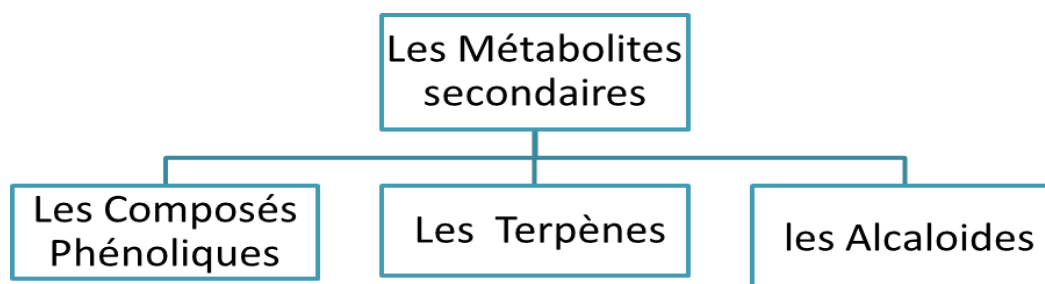 Les Métabolites
secondaires
Les Composés
Phénoliques
Les Terpènes
les Alcaloides